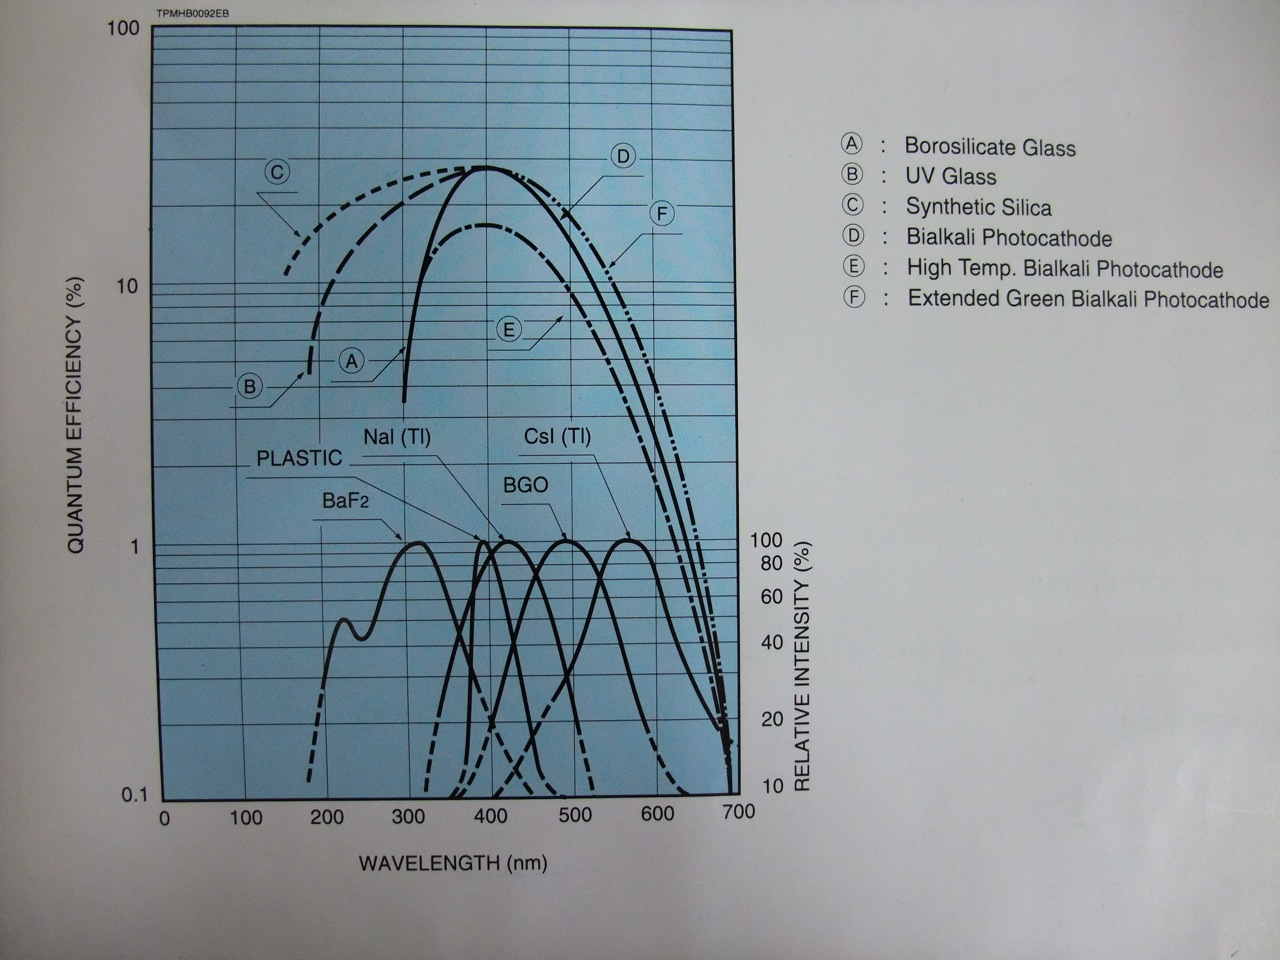 TPMHB0092EB
100
10
1
0.1
QUANTUM EFFICIENCY (%)
C
D
F
E
A
B
NaI (Tl)
CsI (Tl)
PLASTIC
BGO
BaF2
100
80
60
40
20
10
RELATIVE INTENSITY (%)
0 100 200 300 400 500 600 700
WAVELENGTH (nm)
Ⓐ : Borosilicate Glass
Ⓑ : UV Glass
Ⓒ : Synthetic Silica
Ⓓ : Bialkali Photocathode
Ⓔ : High Temp. Bialkali Photocathode
Ⓕ : Extended Green Bialkali Photocathode